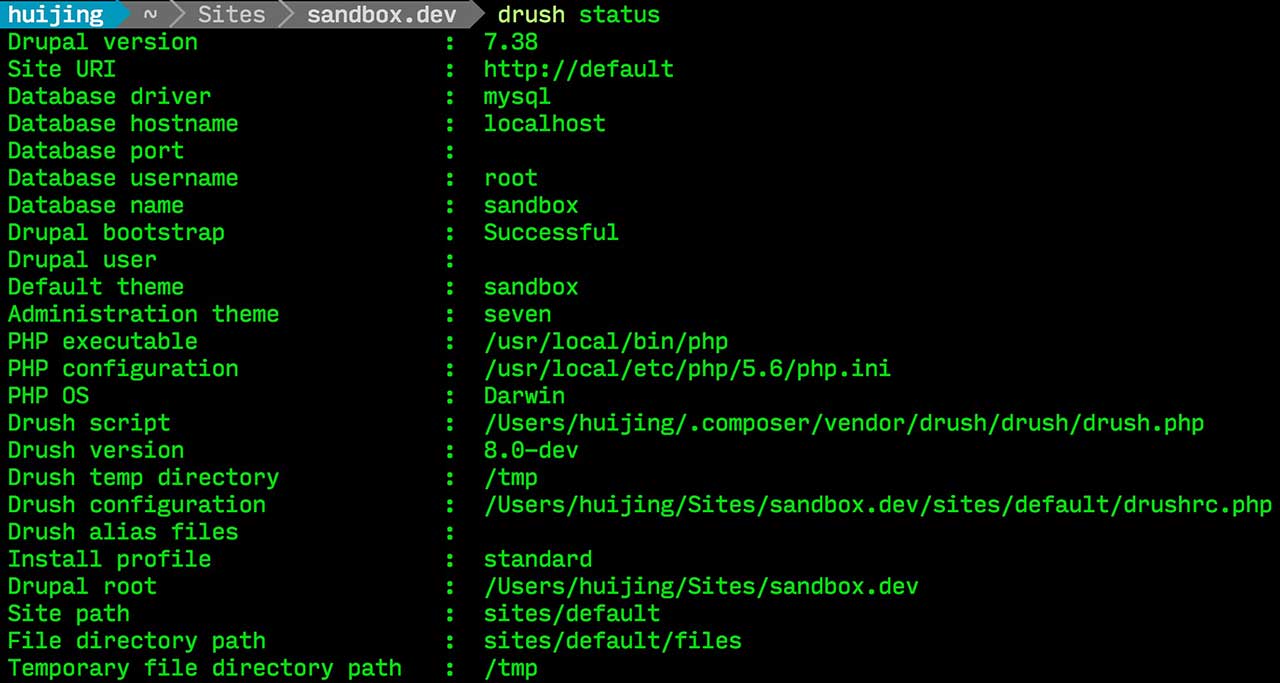 huijing ~ Sites sandbox.dev drush status
Drupal version : 7.38
Site URI : http://default
Database driver : mysql
Database hostname : localhost
Database port :
Database username : root
Database name : sandbox
Drupal bootstrap : Successful
Drupal user :
Default theme : sandbox
Administration theme : seven
PHP executable : /usr/local/bin/php
PHP configuration : /usr/local/etc/php/5.6/php.ini
PHP OS : Darwin
Drush script : /Users/huijing/.composer/vendor/drush/drush/drush.php
Drush version : 8.0-dev
Drush temp directory : /tmp
Drush configuration : /Users/huijing/Sites/sandbox.dev/sites/default/drushrc.php
Drush alias files :
Install profile : standard
Drupal root : /Users/huijing/Sites/sandbox.dev
Site path : sites/default
File directory path : sites/default/files
Temporary file directory path : /tmp